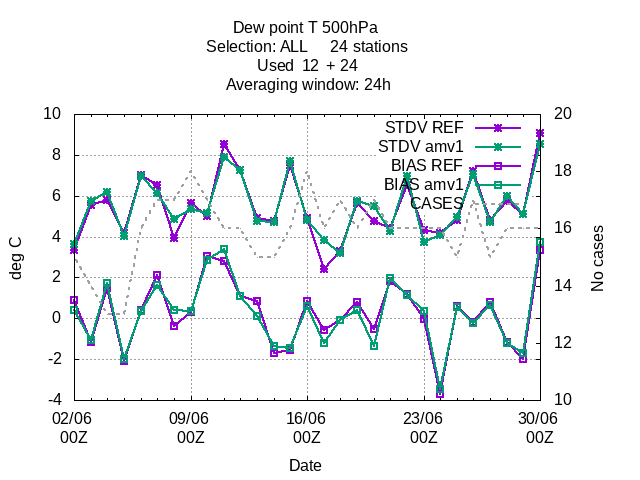 Dew point T 500hPa
Selection: ALL     24 stations
Used  12  + 24
Averaging window: 24h
10
8
6
4
2
0
-2
-4
20
18
16
14
12
10
STDV REF
STDV amv1
BIAS REF
BIAS amv1
CASES
deg C
No cases
02/06
00Z
09/06
00Z
16/06
00Z
23/06
00Z
30/06
00Z
Date